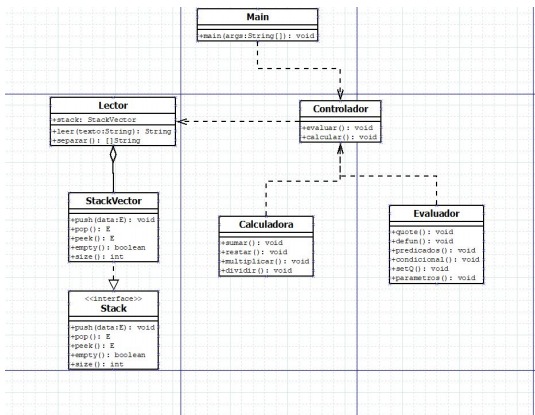 Main
+main(args:String[]): void
Lector
+stack: StackVector
+leer(texto:String): String
+separar(): []String
Controlador
+evaluar(): void
+calcular(): void
StackVector
+push(data:E): void
+pop(): E
+peek(): E
+empty(): boolean
+size(): int
Calculadora
+sumar(): void
+restar(): void
+multiplicar(): void
+dividir(): void
Evaluador
+quote(): void
+defun(): void
+predicados(): void
+condicional(): void
+setQ(): void
+parametros(): void
<<interface>>
Stack
+push(data:E): void
+pop(): E
+peek(): E
+empty(): boolean
+size(): int